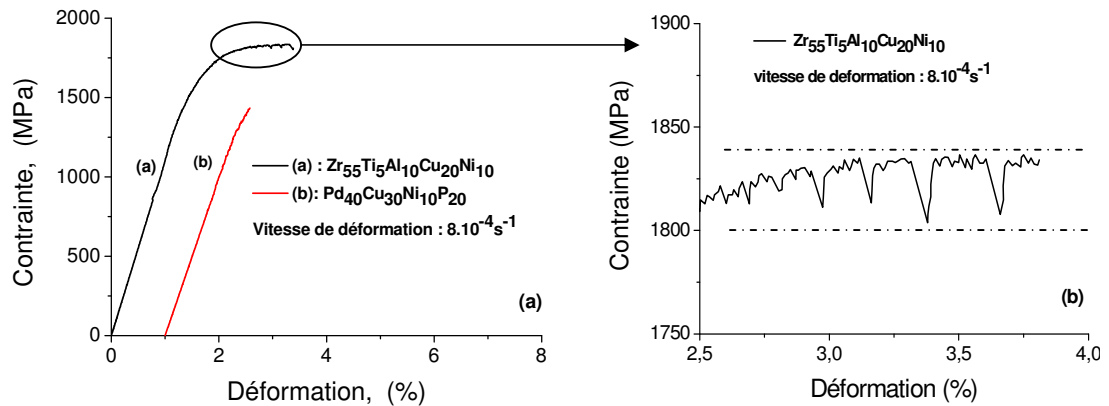 2000
1500
1000
500
0
Contrainte, (MPa)
(a)
(b)
(a) : Zr55Ti5Al10Cu20Ni10
(b): Pd40Cu30Ni10P20
Vitesse de déformation : 8.10-4s-1
(a)
0 2 4 6 8
Déformation, (%)
1900
1850
1800
1750
Contrainte (MPa)
Zr55Ti5Al10Cu20Ni10
vitesse de deformation : 8.10-4s-1
(b)
2,5 3,0 3,5 4,0
Déformation (%)